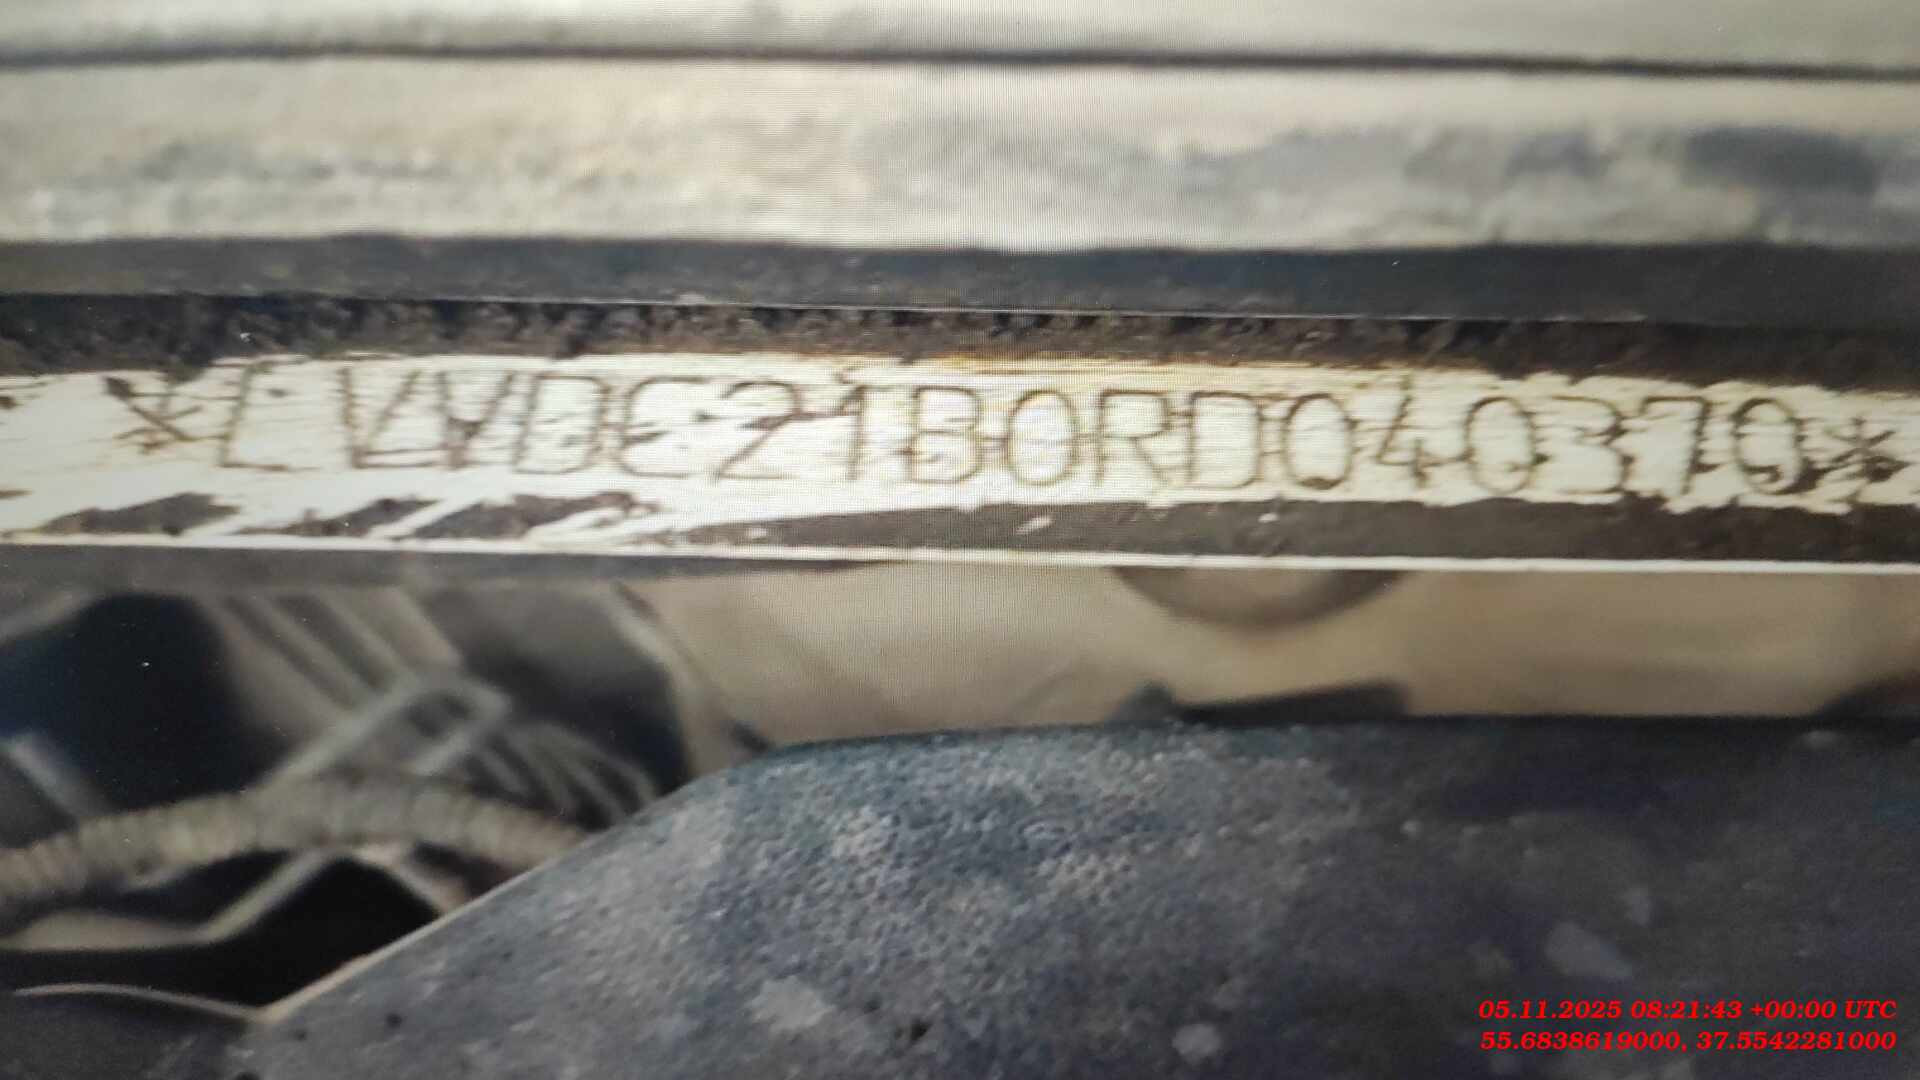 *LVVDC21B0RD040370*
05.11.2025 08:21:43 +00:00 UTC
55.6838619000, 37.5542281000